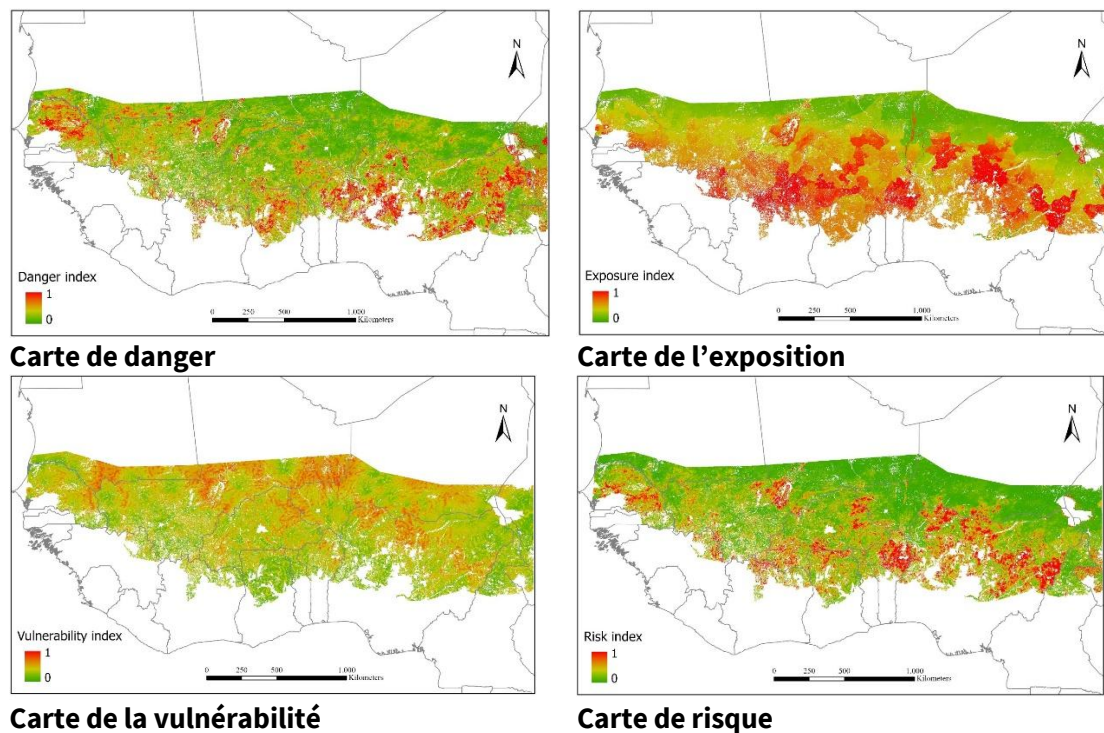 N
Danger index
1
0
0 250 500 1,000
Kilometers
Carte de danger
N
Exposure index
1
0
0 250 500 1,000
Kilometers
Carte de l’exposition
N
Vulnerability index
1
0
0 250 500 1,000
Kilometers
Carte de la vulnérabilité
N
Risk index
1
0
0 250 500 1,000
Kilometers
Carte de risque